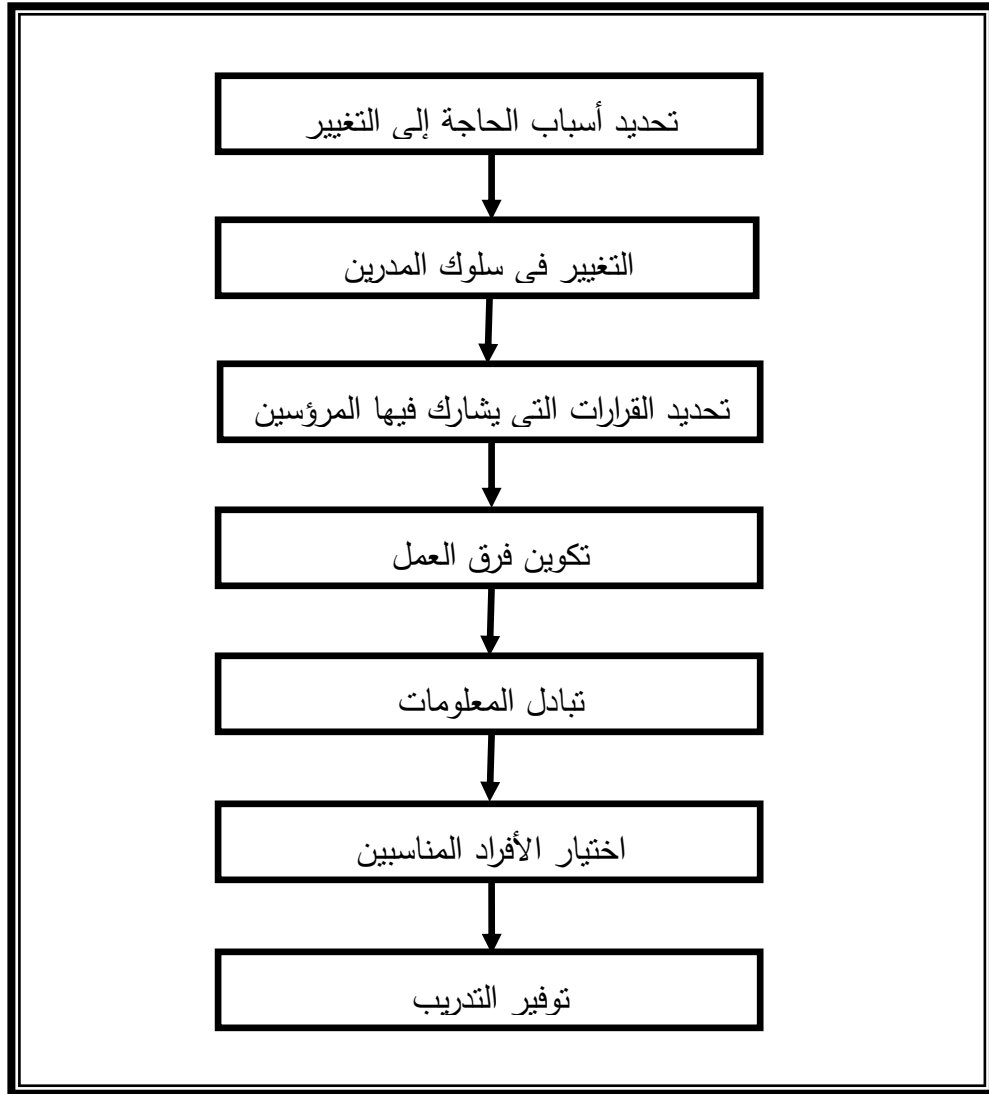 تحديد أسباب الحاجة إلى التغيير
التغيير فى سلوك المدرين
تحديد القرارات التى يشارك فيها المرؤسين
تكوين فرق العمل
تبادل المعلومات
اختيار الأفراد المناسبين
توفير التدريب